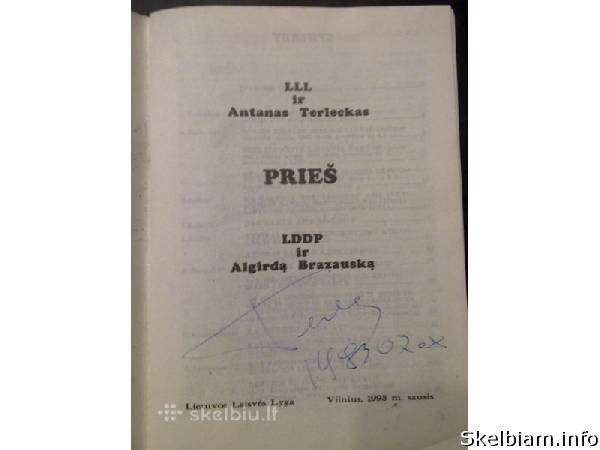 LLL
ir
Antanas Terleckas
PRIEŠ
LDDP
ir
Algirdą Brazauską
Lietuvos Laisvės Lyga
Vilnius, 1993 m. sausis
skelbiu.lt
Skelbiam.info